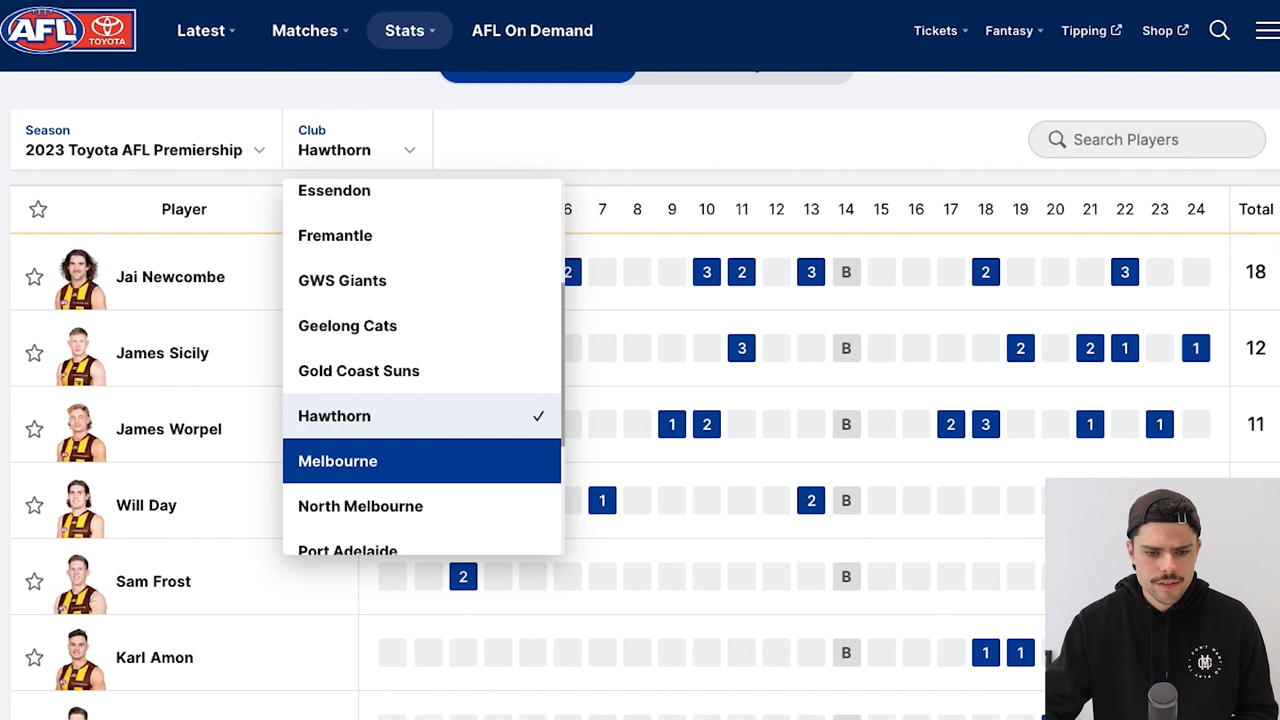 AFL TOYOTA Latest Matches Stats AFL On Demand Tickets Fantasy Tipping Shop
Season Club
2023 Toyota AFL Premiership Hawthorn Search Players
Player 6 7 8 9 10 11 12 13 14 15 16 17 18 19 20 21 22 23 24 Total
Essendon
Fremantle
GWS Giants
Geelong Cats
Gold Coast Suns
Hawthorn
Melbourne
North Melbourne
Port Adelaide
Jai Newcombe 2 3 2 3 B 2 3 18
James Sicily 3 B 2 2 1 1 12
James Worpel 1 2 B 2 3 1 1 11
Will Day 1 2 B
Sam Frost 2 B
Karl Amon B 1 1